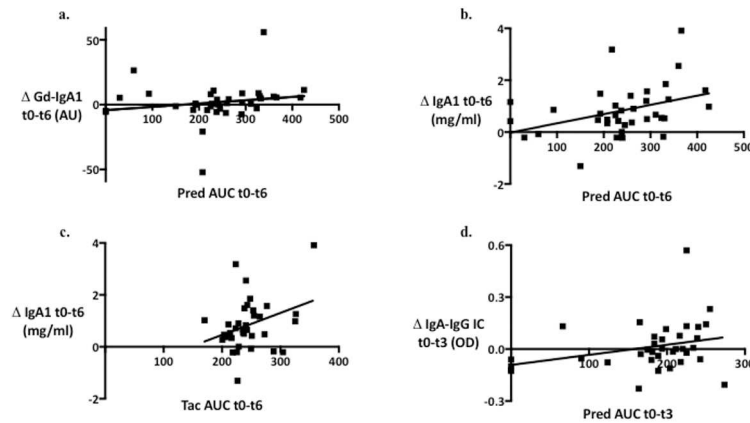 a.
50
0
-50
100
200
300
400
500
Δ Gd-IgA1
t0-t6 (AU)
Pred AUC t0-t6
b.
4
2
0
-2
100
200
300
400
500
Δ IgA1 t0-t6
(mg/ml)
Pred AUC t0-t6
c.
4
2
0
-2
100
200
300
400
Δ IgA1 t0-t6
(mg/ml)
Tac AUC t0-t6
d.
0.6
0.3
0.0
-0.3
100
200
300
Δ IgA-IgG IC
t0-t3 (OD)
Pred AUC t0-t3